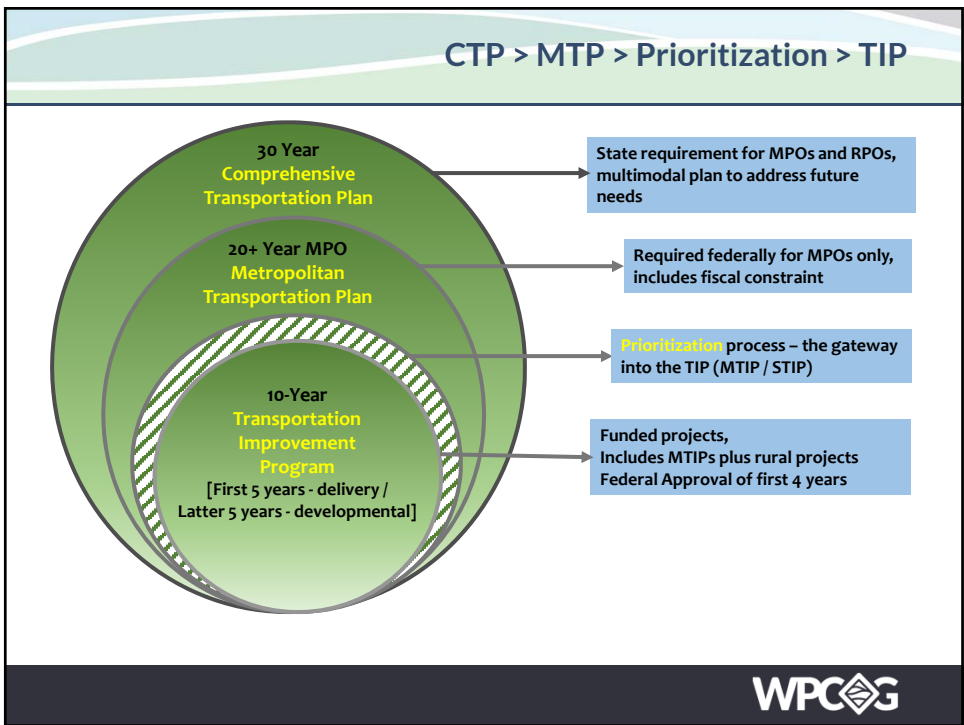 CTP > MTP > Prioritization > TIP
30 Year
Comprehensive
Transportation Plan
State requirement for MPOs and RPOs,
multimodal plan to address future
needs
20+ Year MPO
Metropolitan
Transportation Plan
Required federally for MPOs only,
includes fiscal constraint
Prioritization process – the gateway
into the TIP (MTIP / STIP)
10-Year
Transportation
Improvement
Program
[First 5 years - delivery /
Latter 5 years - developmental]
Funded projects,
Includes MTIPs plus rural projects
Federal Approval of first 4 years
WPCOG